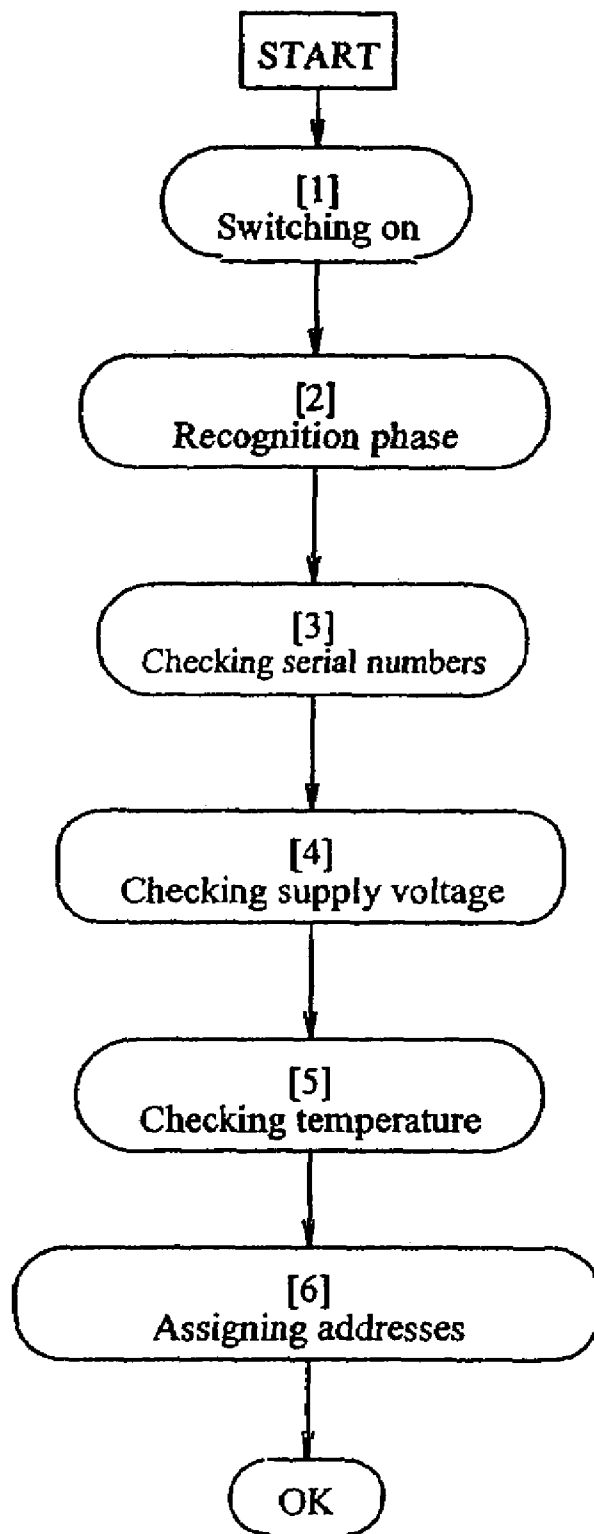 START
[1]
Switching on
[2]
Recognition phase
[3]
Checking serial numbers
[4]
Checking supply voltage
[5]
Checking temperature
[6]
Assigning addresses
OK